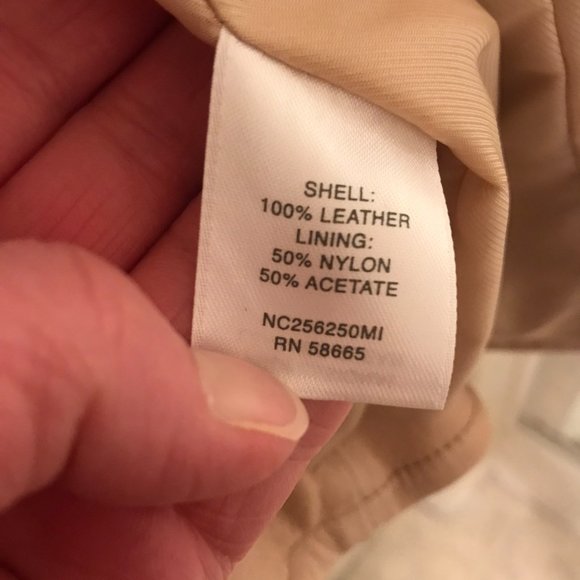 SHELL:
100% LEATHER
LINING:
50% NYLON
50% ACETATE
NC256250MI
RN 58665